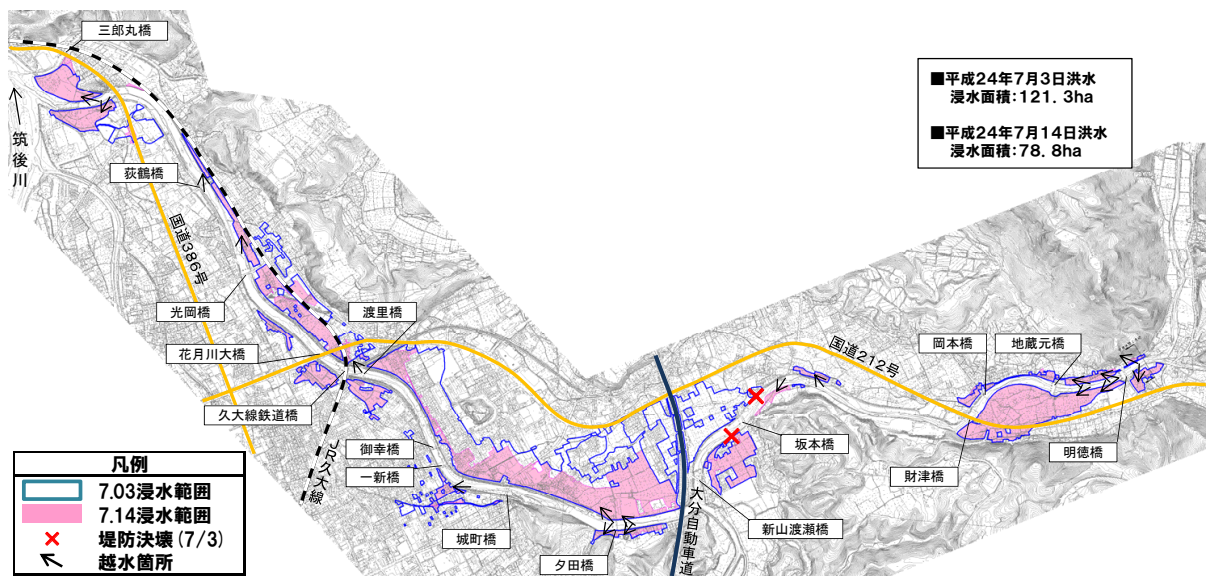 三郎丸橋
■平成24年7月3日洪水
浸水面積:121.3ha
■平成24年7月14日洪水
浸水面積:78.8ha
筑後川
荻鶴橋
国道386号
光岡橋
渡里橋
花月川大橋
久大線鉄道橋
国道212号
岡本橋
地蔵元橋
御幸橋
一新橋
JR久大線
坂本橋
財津橋
明徳橋
城町橋
夕田橋
大分自動車道
新山渡瀬橋
凡例
7.03浸水範囲
7.14浸水範囲
堤防決壊(7/3)
越水箇所